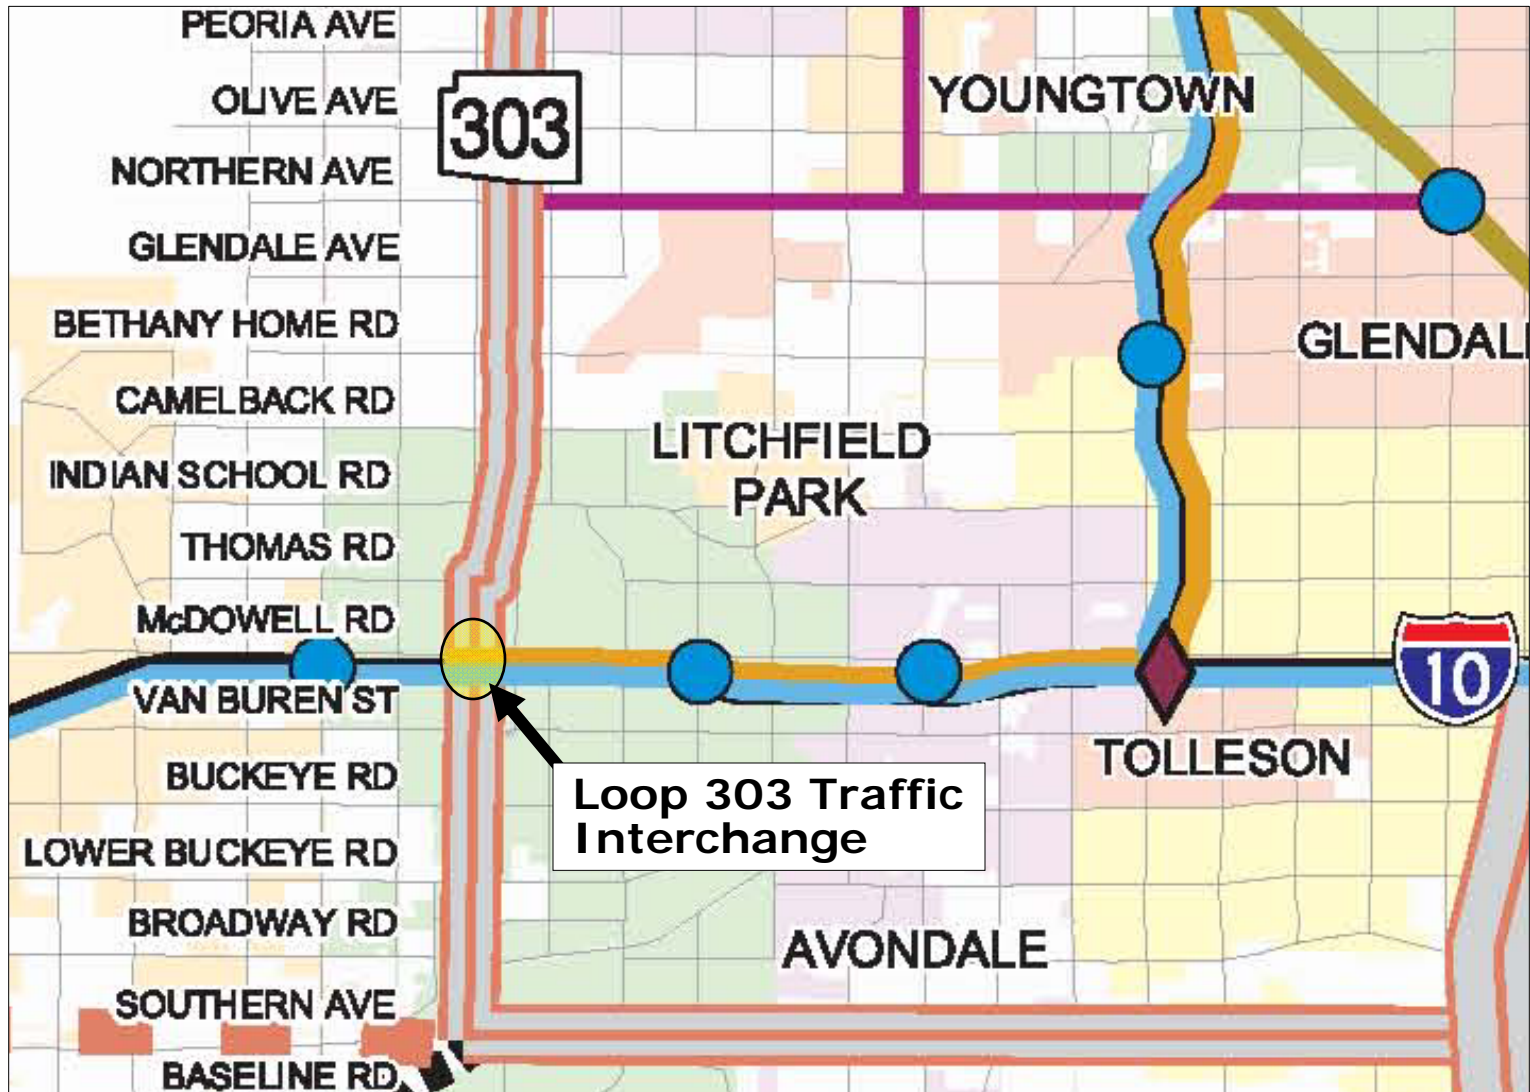 PEORIA AVE
OLIVE AVE
303
YOUNGTOWN
NORTHERN AVE
GLENDALE AVE
BETHANY HOME RD
GLENDAL
CAMELBACK RD
LITCHFIELD
PARK
INDIAN SCHOOL RD
THOMAS RD
McDOWELL RD
10
VAN BUREN ST
TOLLESON
BUCKEYE RD
Loop 303 Traffic
Interchange
LOWER BUCKEYE RD
BROADWAY RD
AVONDALE
SOUTHERN AVE
BASELINE RD